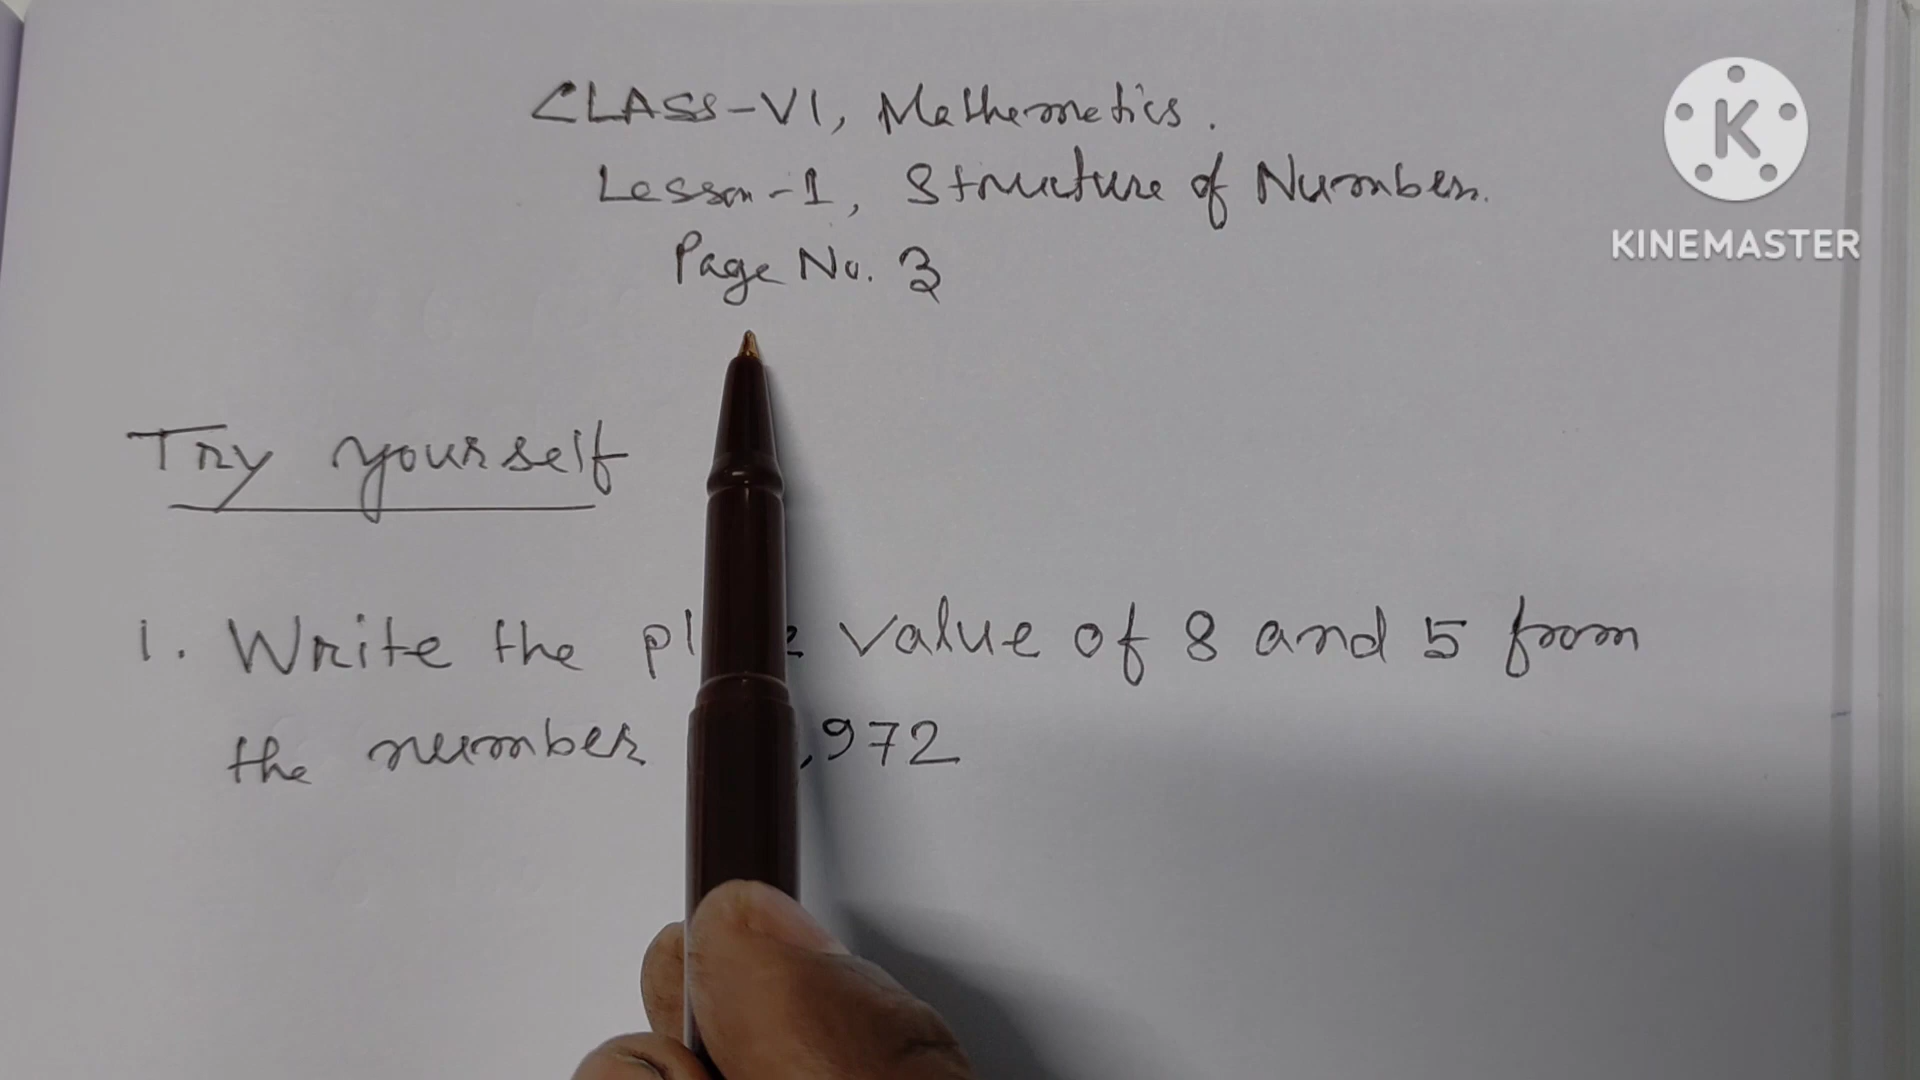 CLASS-VI, Mathematics.
Lesson-1, Structure of Number.
Page No. 3
KINEMASTER
Try yourself
1. Write the value of 8 and 5 from
the number ,972